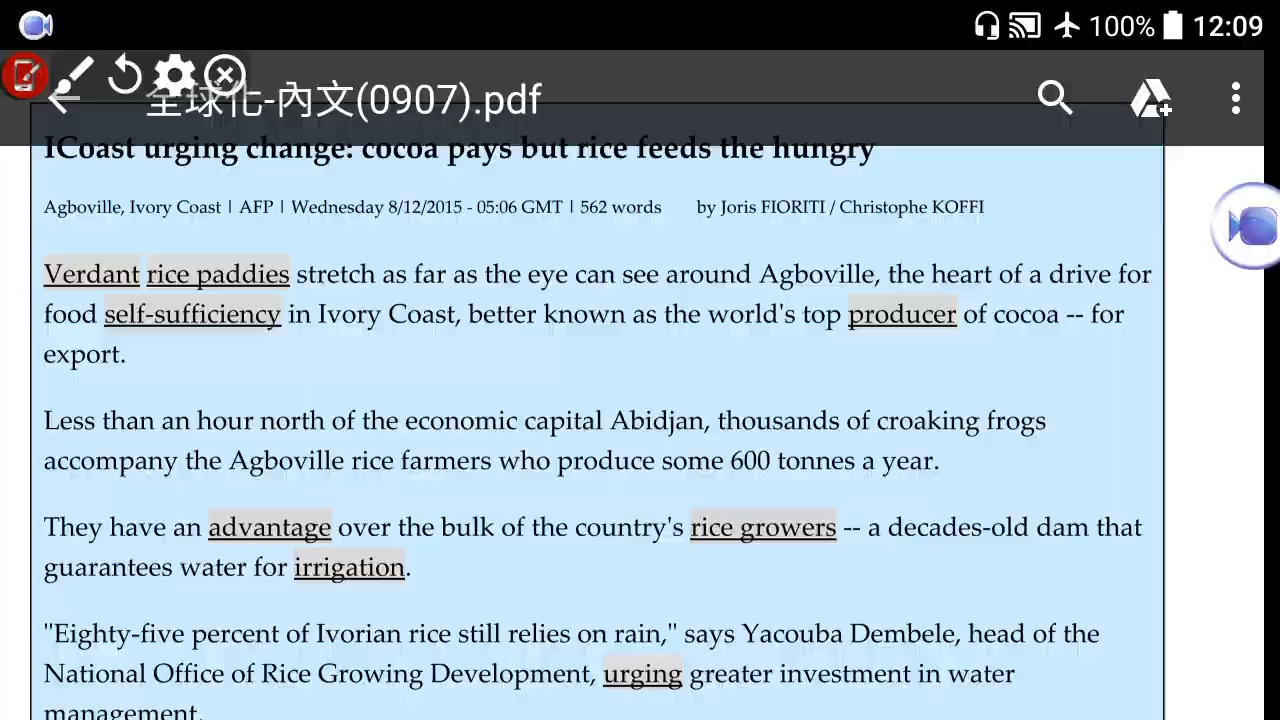 100% 12:09
全球化-內文(0907).pdf
ICoast urging change: cocoa pays but rice feeds the hungry
Agboville, Ivory Coast | AFP | Wednesday 8/12/2015 - 05:06 GMT | 562 words by Joris FIORITI / Christophe KOFFI
Verdant rice paddies stretch as far as the eye can see around Agboville, the heart of a drive for
food self-sufficiency in Ivory Coast, better known as the world's top producer of cocoa -- for
export.
Less than an hour north of the economic capital Abidjan, thousands of croaking frogs
accompany the Agboville rice farmers who produce some 600 tonnes a year.
They have an advantage over the bulk of the country's rice growers -- a decades-old dam that
guarantees water for irrigation.
"Eighty-five percent of Ivorian rice still relies on rain," says Yacouba Dembele, head of the
National Office of Rice Growing Development, urging greater investment in water
management.